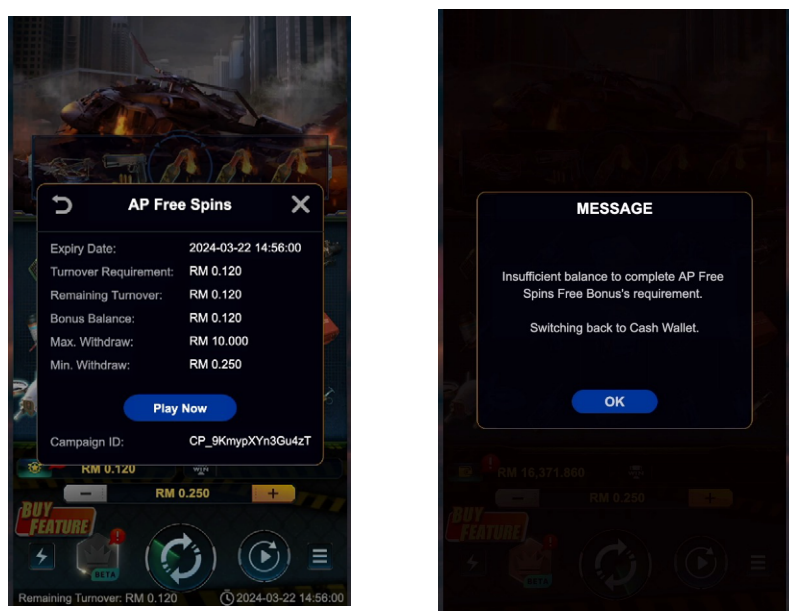 AP Free Spins
Expiry Date: 2024-03-22 14:56:00
Turnover Requirement: RM 0.120
Remaining Turnover: RM 0.120
Bonus Balance: RM 0.120
Max. Withdraw: RM 10.000
Min. Withdraw: RM 0.250
Play Now
Campaign ID: CP_9KmypXYn3Gu4zT
RM 0.120 WIN
RM 0.250
BUY
FEATURE
BETA
Remaining Turnover: RM 0.120 2024-03-22 14:56:00
MESSAGE
Insufficient balance to complete AP Free
Spins Free Bonus's requirement.
Switching back to Cash Wallet.
OK
RM 16,371.860
RM 0.250
BUY
FEATURE
BETA